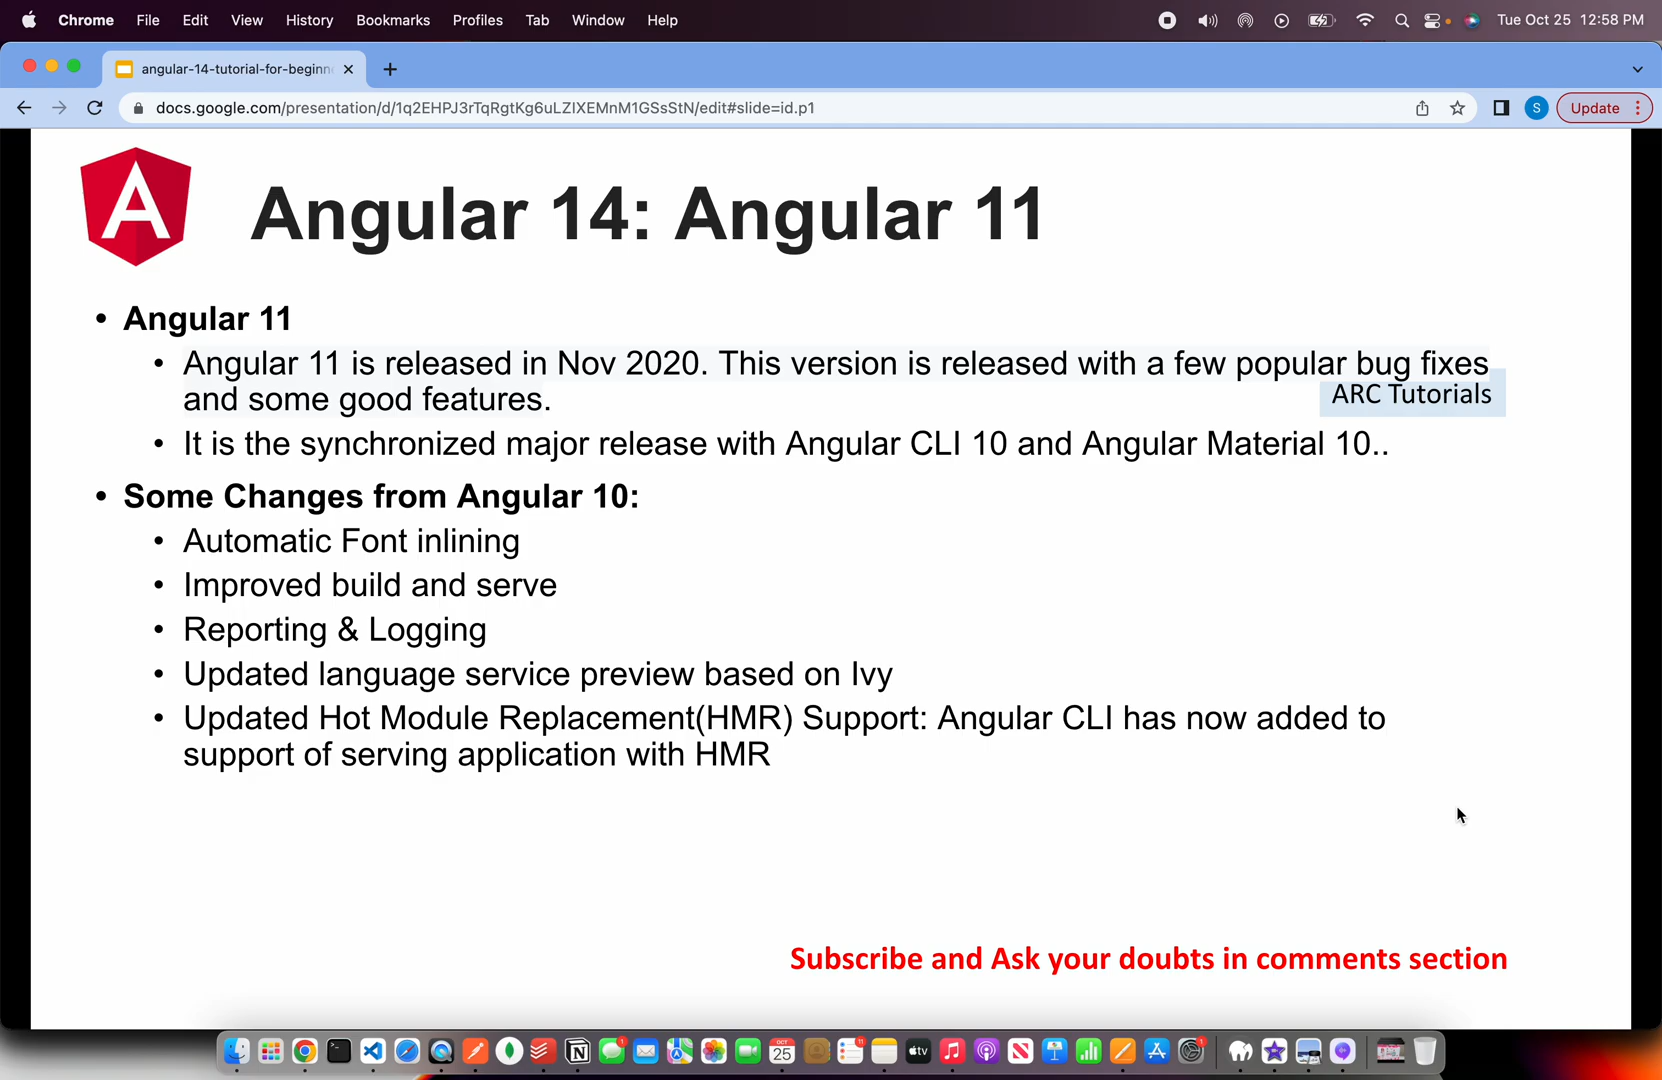 Chrome File Edit View History Bookmarks Profiles Tab Window Help Tue Oct 25 12:58 PM
angular-14-tutorial-for-beginn
docs.google.com/presentation/d/1q2EHPJ3rTqRgtKg6uLZIXEMnM1GSsStN/edit#slide=id.p1 S Update
A Angular 14: Angular 11
• Angular 11
• Angular 11 is released in Nov 2020. This version is released with a few popular bug fixes
and some good features.
ARC Tutorials
• It is the synchronized major release with Angular CLI 10 and Angular Material 10..
• Some Changes from Angular 10:
• Automatic Font inlining
• Improved build and serve
• Reporting & Logging
• Updated language service preview based on Ivy
• Updated Hot Module Replacement(HMR) Support: Angular CLI has now added to
support of serving application with HMR
Subscribe and Ask your doubts in comments section
1 OCT 25 11 tv 1